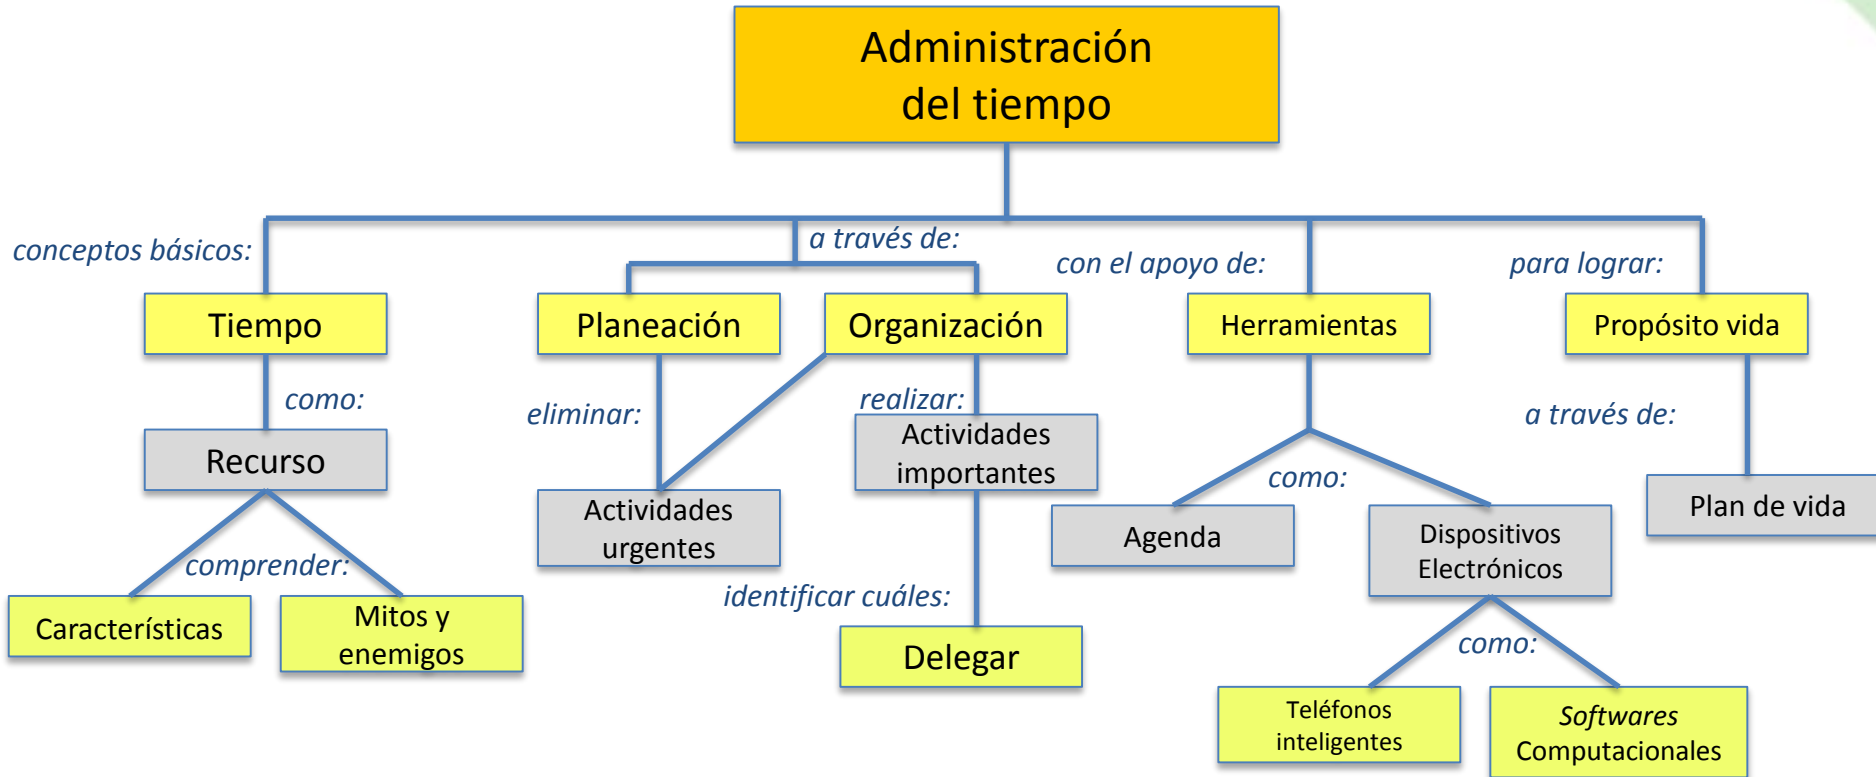 Administración
del tiempo
conceptos básicos:
a través de:
con el apoyo de:
para lograr:
Tiempo
Planeación
Organización
Herramientas
Propósito vida
como:
eliminar:
realizar:
a través de:
Recurso
Actividades
importantes
Actividades
urgentes
como:
Agenda
Dispositivos
Electrónicos
Plan de vida
comprender:
identificar cuáles:
Características
Mitos y
enemigos
Delegar
como:
Teléfonos
inteligentes
Softwares
Computacionales